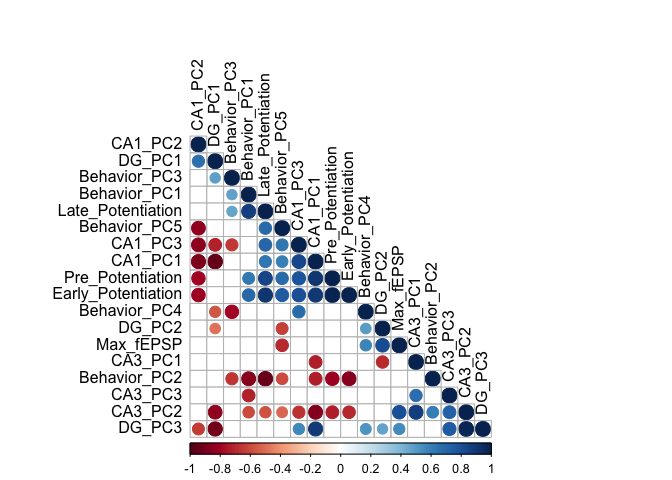 CA1_PC2
DG_PC1
Behavior_PC3
Behavior_PC1
Late_Potentiation
Behavior_PC5
CA1_PC3
CA1_PC1
Pre_Potentiation
Early_Potentiation
Behavior_PC4
DG_PC2
Max_fEPSP
CA3_PC1
Behavior_PC2
CA3_PC3
CA3_PC2
DG_PC3
CA1_PC2
DG_PC1
Behavior_PC3
Behavior_PC1
Late_Potentiation
Behavior_PC5
CA1_PC3
CA1_PC1
Pre_Potentiation
Early_Potentiation
Behavior_PC4
DG_PC2
Max_fEPSP
CA3_PC1
Behavior_PC2
CA3_PC3
CA3_PC2
DG_PC3
-1 -0.8 -0.6 -0.4 -0.2 0 0.2 0.4 0.6 0.8 1